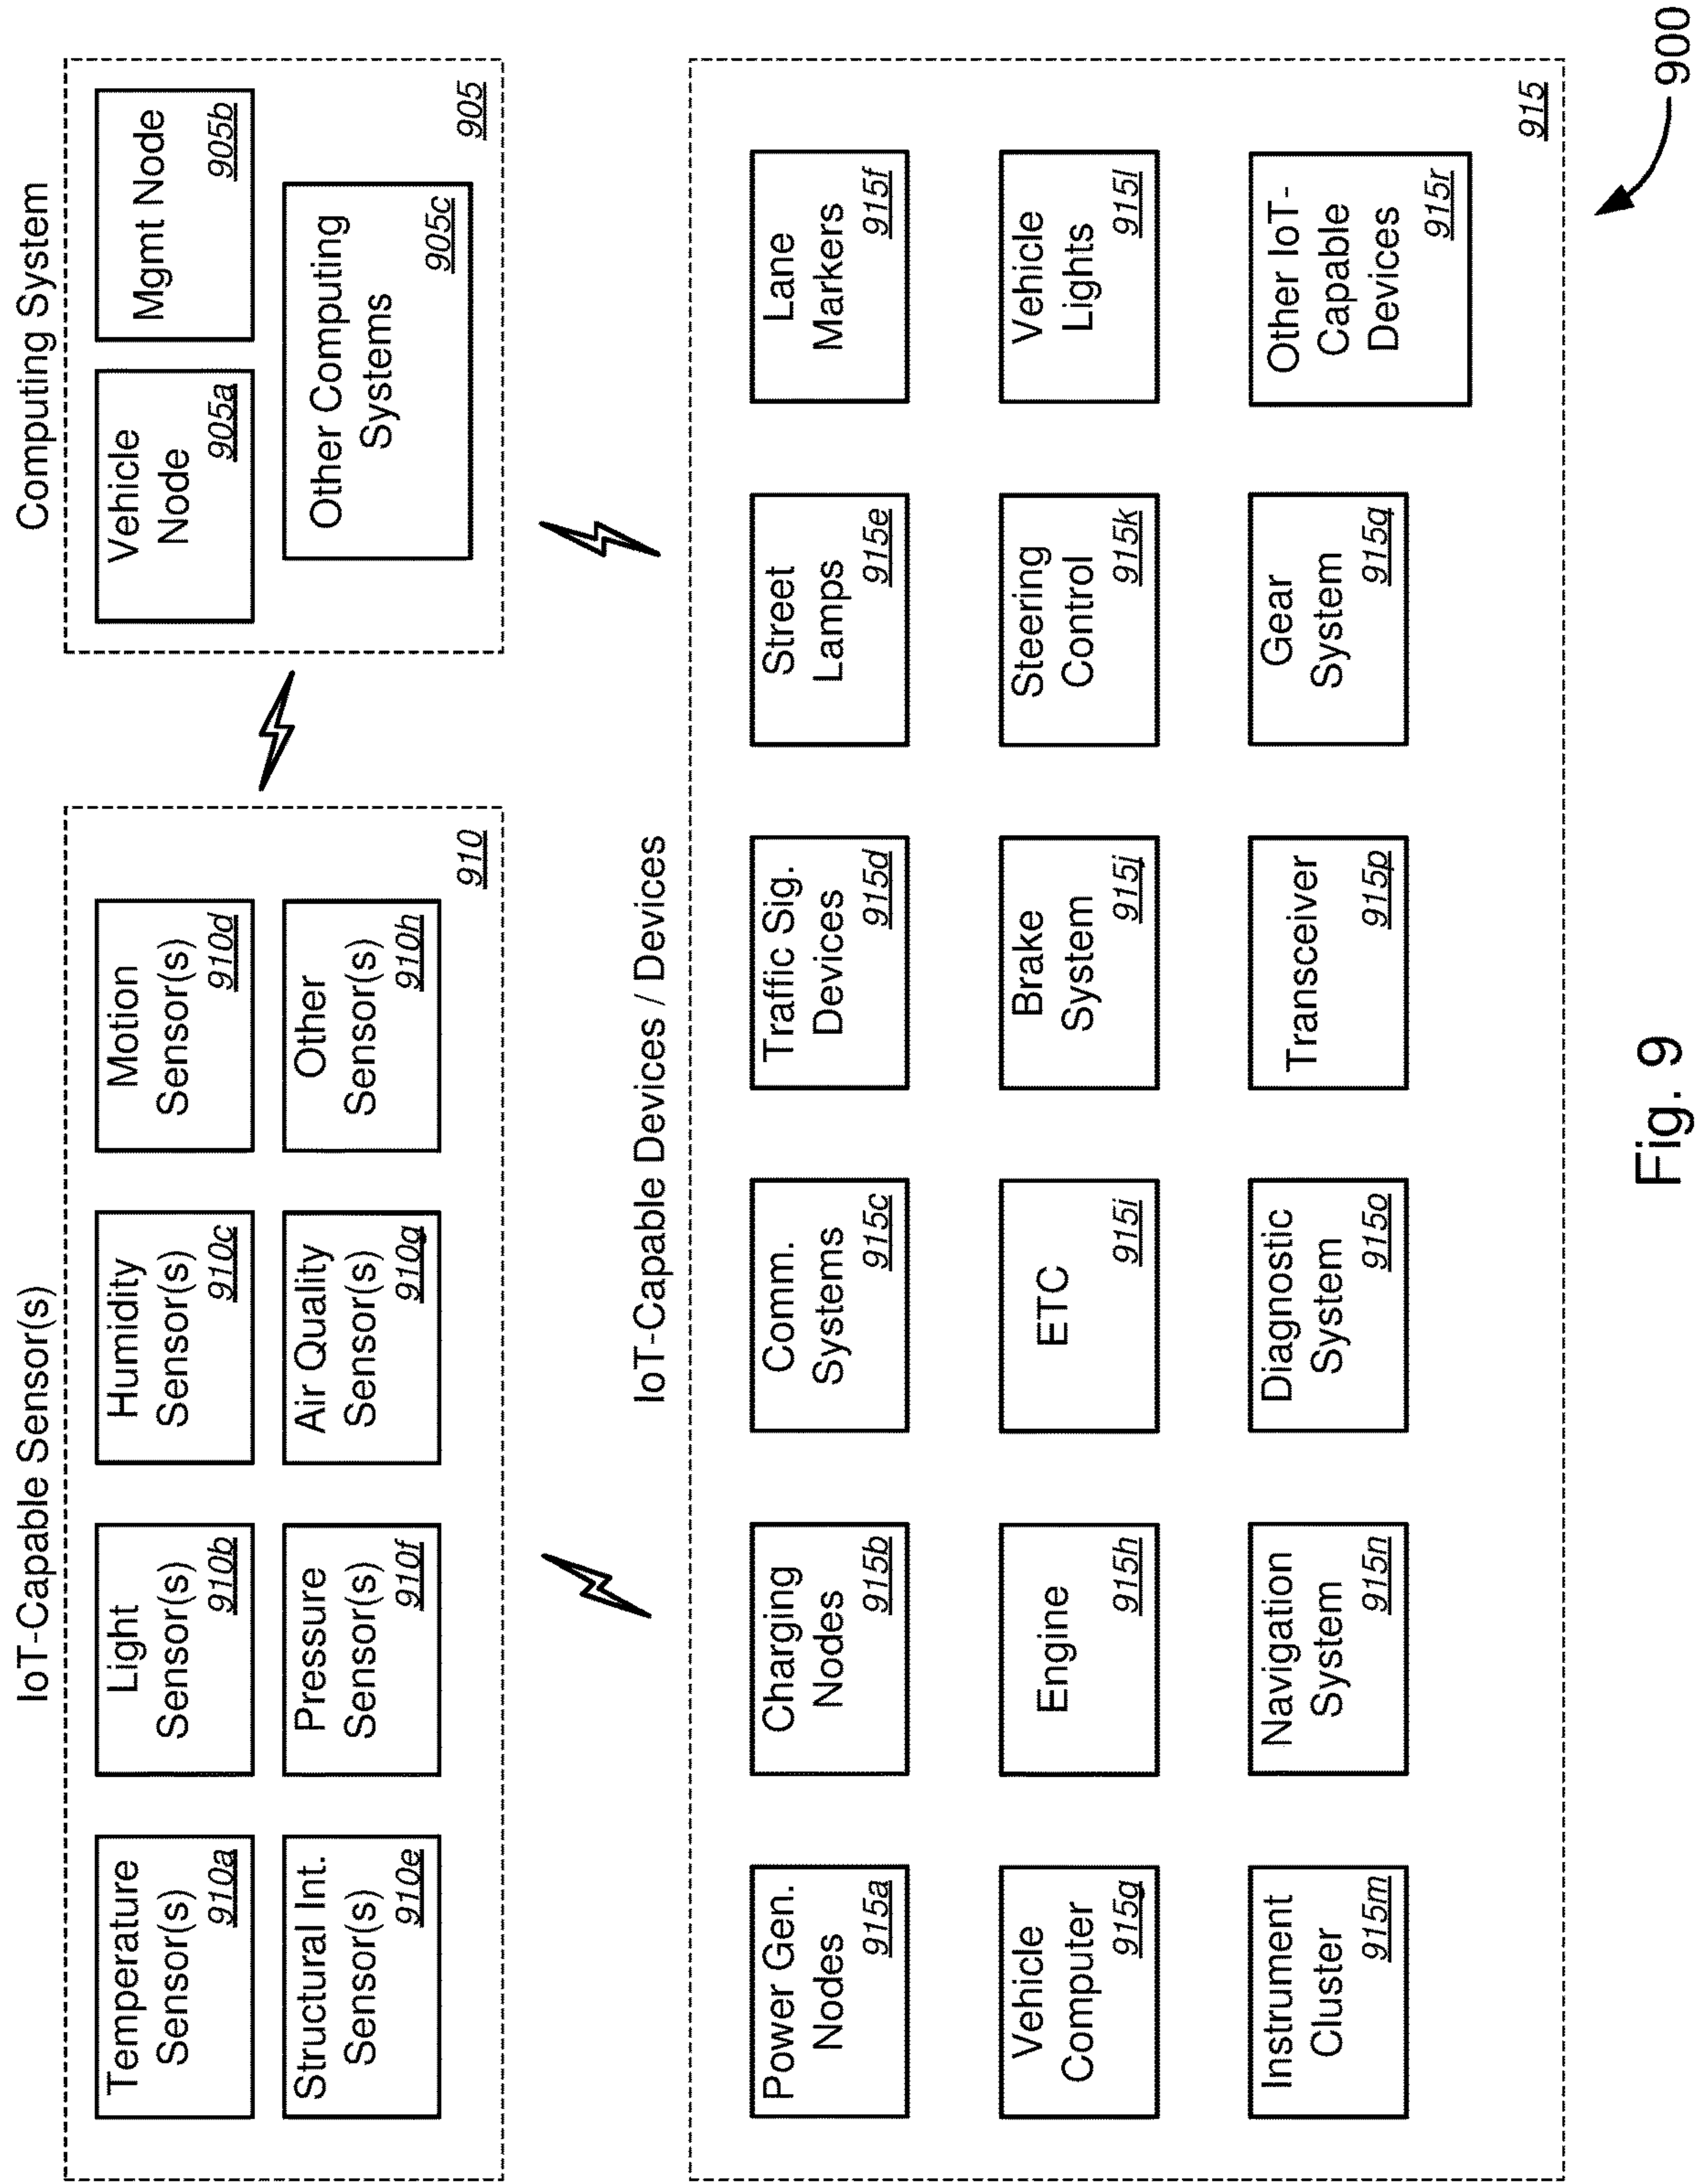 IoT-Capable Sensor(s)
Temperature
Sensor(s)
910a
Light
Sensor(s)
910b
Humidity
Sensor(s)
910c
Motion
Sensor(s)
910d
Structural Int.
Sensor(s)
910e
Pressure
Sensor(s)
910f
Air Quality
Sensor(s)
910g
Other
Sensor(s)
910h
910
Computing System
Vehicle
Node
905a
Mgmt Node
905b
Other Computing
Systems
905c
905
IoT-Capable Devices / Devices
Power Gen.
Nodes
915a
Charging
Nodes
915b
Comm.
Systems
915c
Traffic Sig.
Devices
915d
Street
Lamps
915e
Lane
Markers
915f
Vehicle
Computer
915g
Engine
915h
ETC
915i
Brake
System
915j
Steering
Control
915k
Vehicle
Lights
915l
Instrument
Cluster
915m
Navigation
System
915n
Diagnostic
System
915o
Transceiver
915p
Gear
System
915q
Other IoT-
Capable
Devices
915r
915
900
Fig. 9